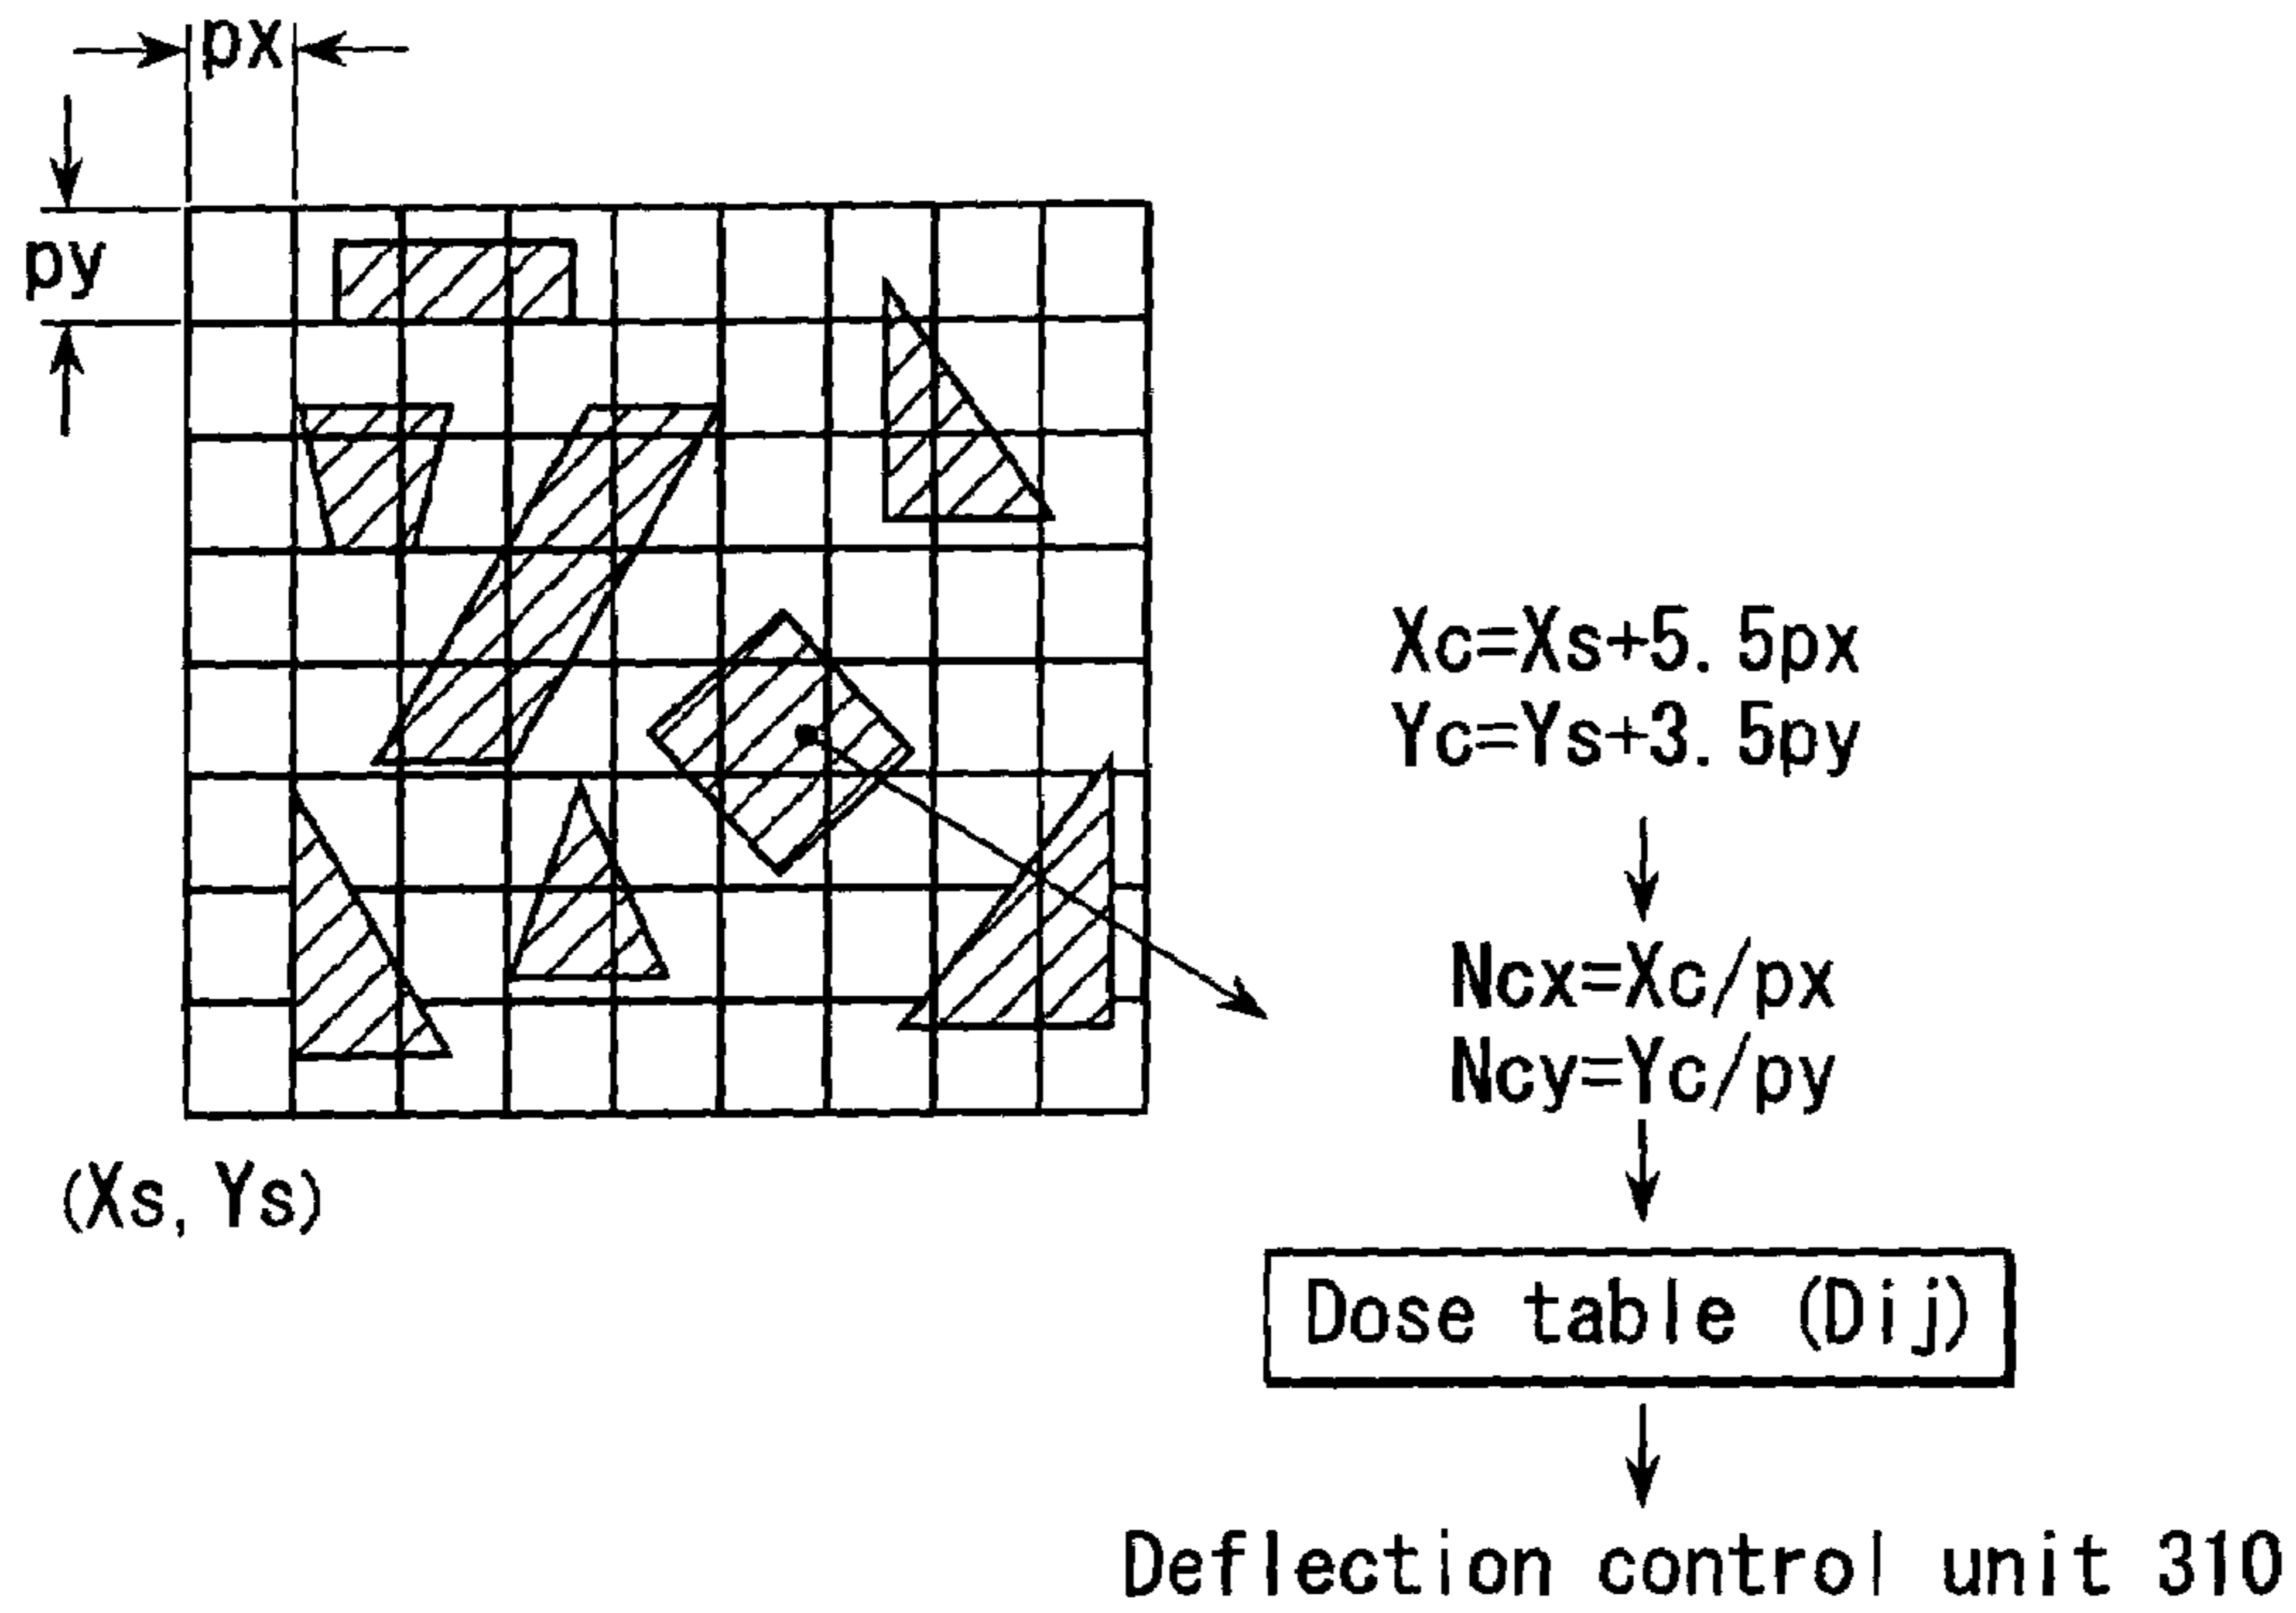 px
py
Xc=Xs+5.5px
Yc=Ys+3.5py
Ncx=Xc/px
Ncy=Yc/py
(Xs, Ys)
Dose table (Dij)
Deflection control unit 310